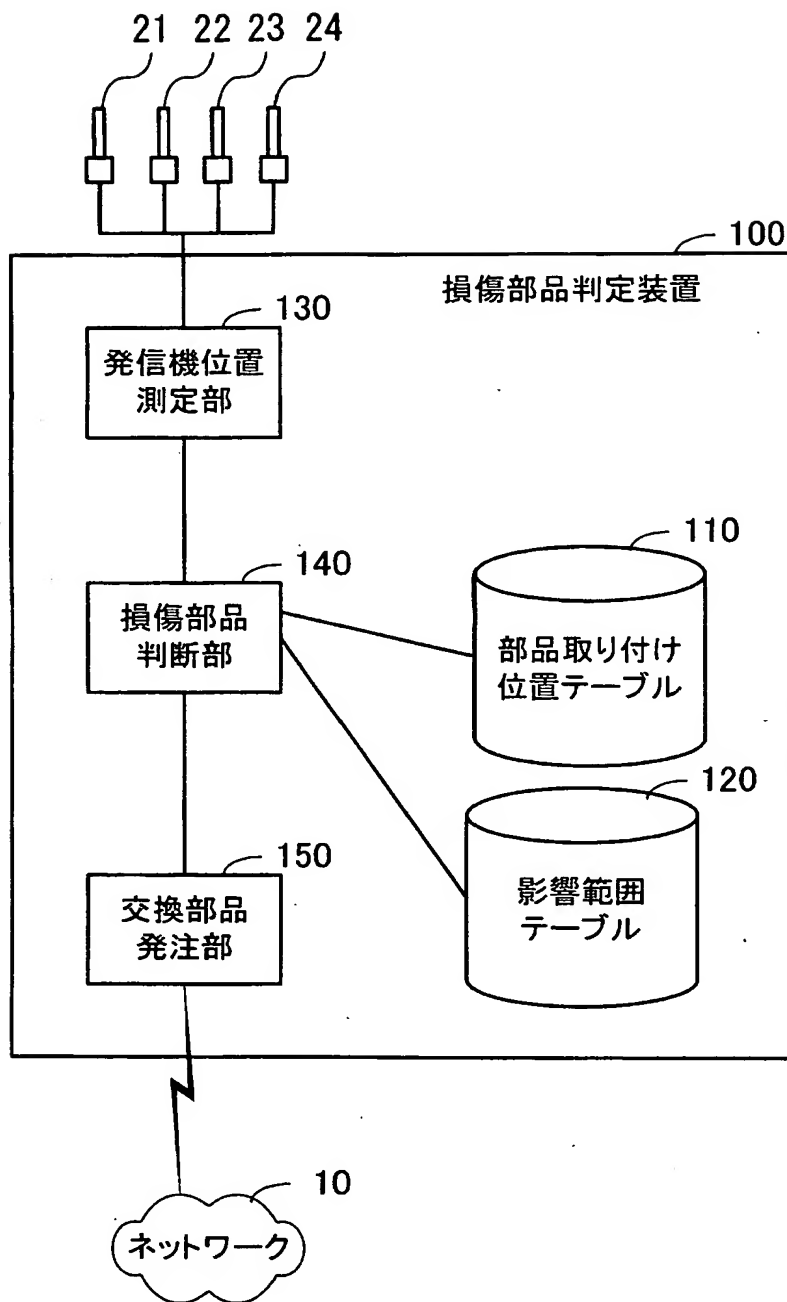 21 22 23 24
100
損傷部品判定装置
130
発信機位置
測定部
140
損傷部品
判断部
110
部品取り付け
位置テーブル
120
影響範囲
テーブル
150
交換部品
発注部
10
ネットワーク